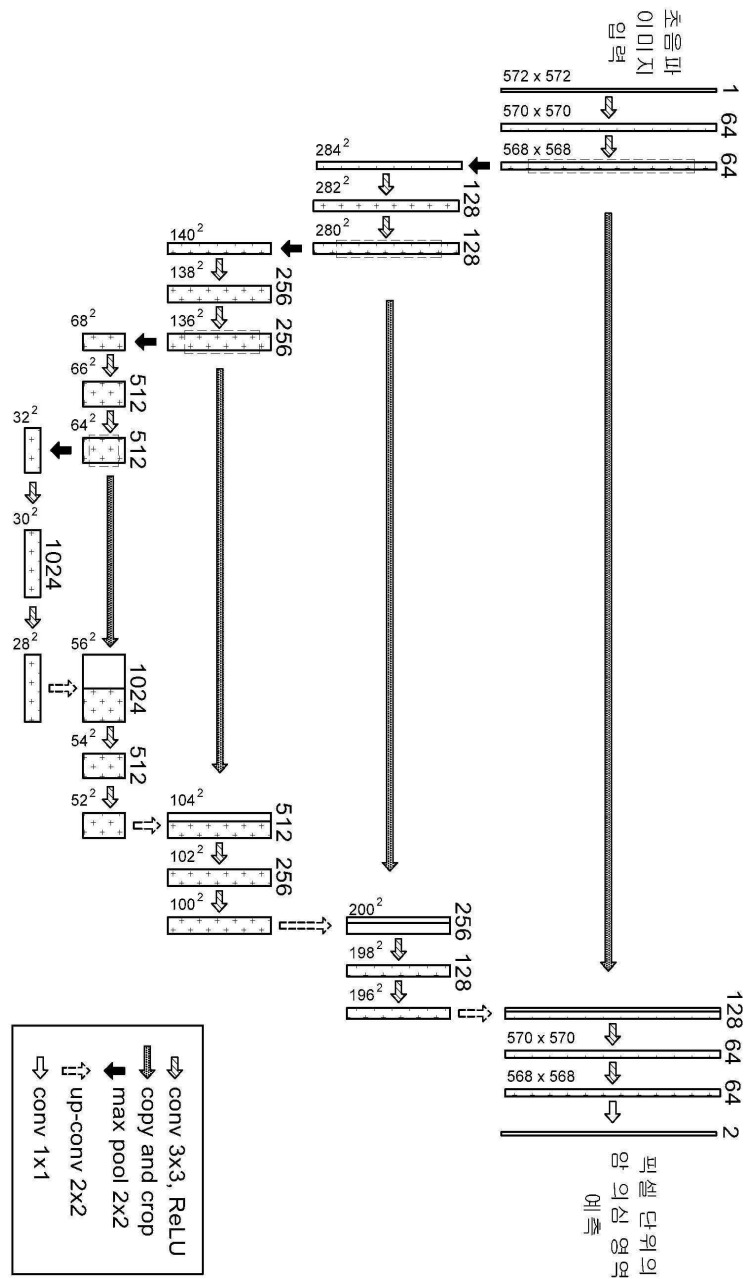 초음파
이미지
입력
1
64
64
572 x 572
570 x 570
568 x 568
128
64
64
2
570 x 570
568 x 568
픽셀 단위의
암 의심 영역
예측
128
128
284²
282²
280²
256
128
200²
198²
196²
256
256
140²
138²
136²
512
256
104²
102²
100²
512
512
68²
66²
64²
1024
512
56²
54²
52²
1024
32²
30²
28²
conv 3x3, ReLU
copy and crop
max pool 2x2
up-conv 2x2
conv 1x1